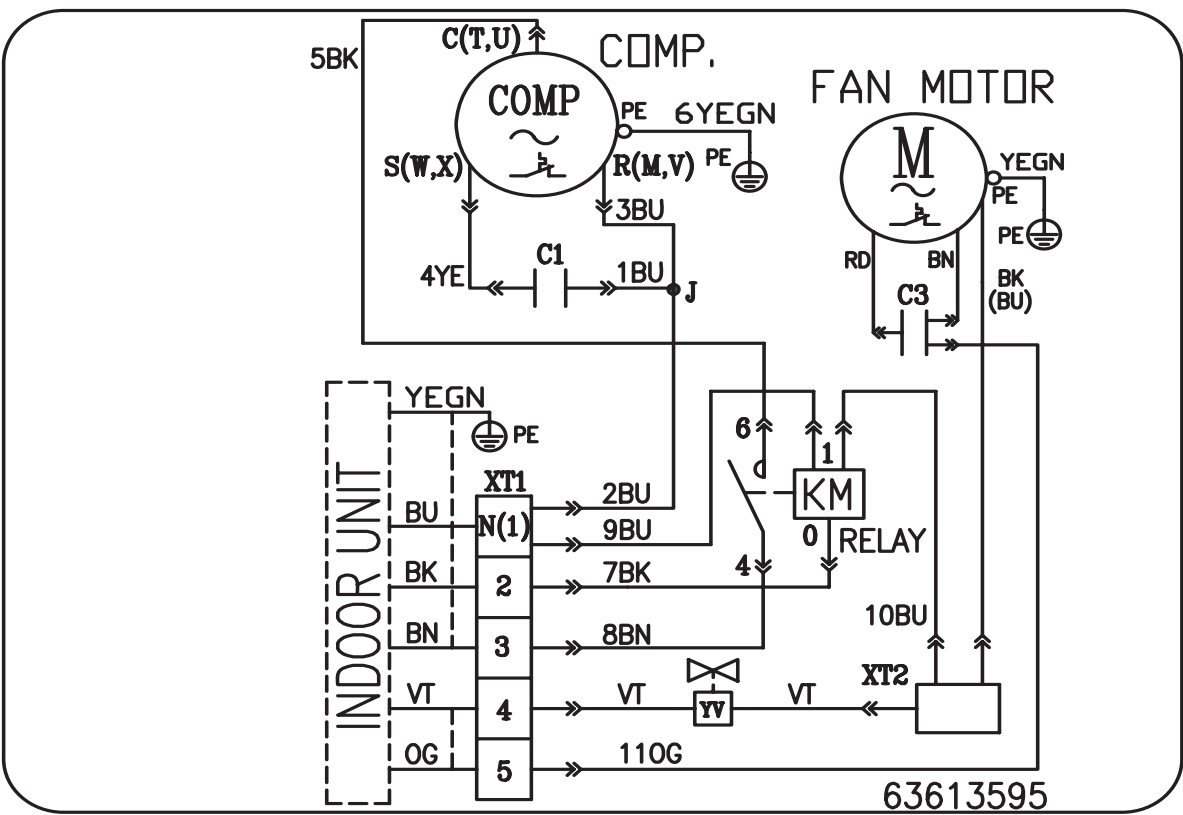 C(T,U)
COMP.
5BK
COMP
PE
6YEGN
FAN MOTOR
M
S(W,X)
R(M,V)
PE
YEGN
PE
3BU
PE
4YE
C1
1BU
J
RD
BN
BK
(BU)
C3
YEGN
PE
6
1
XT1
KM
INDOOR UNIT
BU
N(1)
2BU
9BU
0
RELAY
BK
2
7BK
4
BN
3
8BN
10BU
VT
4
VT
YV
VT
XT2
OG
5
11OG
63613595